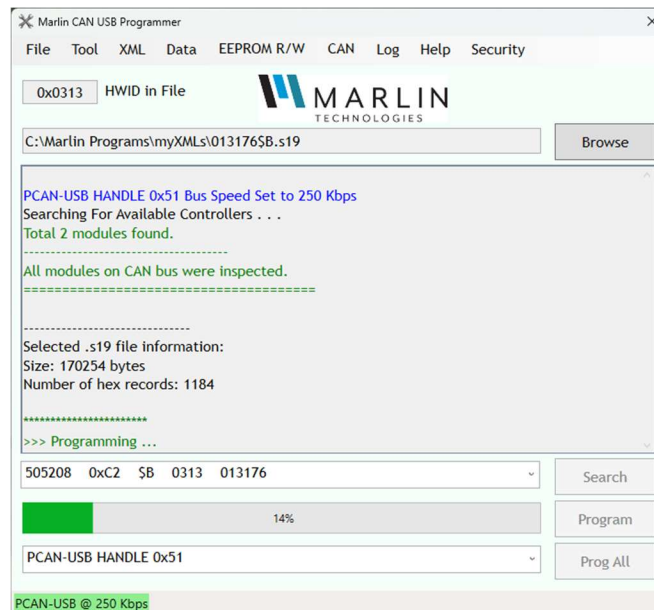 Marlin CAN USB Programmer
File Tool XML Data EEPROM R/W CAN Log Help Security
0x0313 HWID in File
MARLIN
TECHNOLOGIES
C:\Marlin Programs\myXMLs\013176$B.s19 Browse
PCAN-USB HANDLE 0x51 Bus Speed Set to 250 Kbps
Searching For Available Controllers . . .
Total 2 modules found.
--------------------------------------
All modules on CAN bus were inspected.
======================================
-------------------------------
Selected .s19 file information:
Size: 170254 bytes
Number of hex records: 1184
***********************
>>> Programming ...
505208 0xC2 $B 0313 013176 Search
14% Program
PCAN-USB HANDLE 0x51 Prog All
PCAN-USB @ 250 Kbps